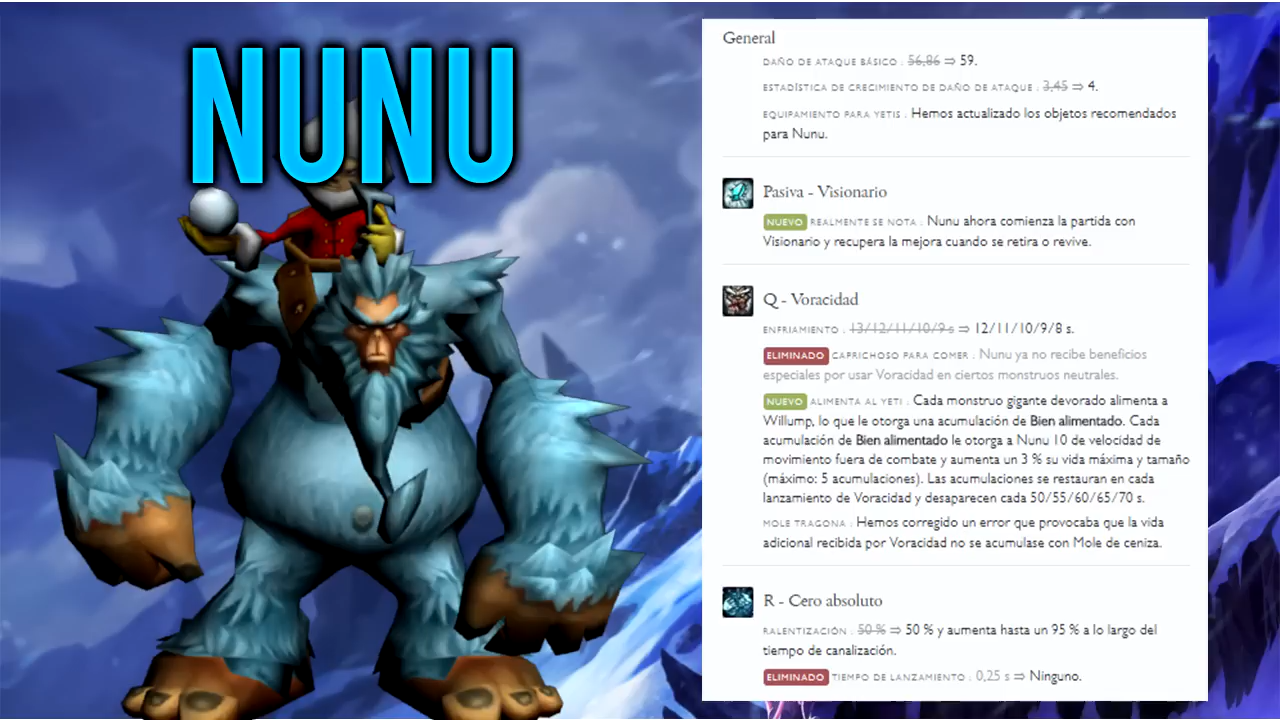 NUNU
General
DAÑO DE ATAQUE BÁSICO : 56,86 ⇒ 59.
ESTADÍSTICA DE CRECIMIENTO DE DAÑO DE ATAQUE : 3,45 ⇒ 4.
EQUIPAMIENTO PARA YETIS : Hemos actualizado los objetos recomendados
para Nunu.
Pasiva - Visionario
NUEVO REALMENTE SE NOTA : Nunu ahora comienza la partida con
Visionario y recupera la mejora cuando se retira o revive.
Q - Voracidad
ENFRIAMIENTO : 13/12/11/10/9 s ⇒ 12/11/10/9/8 s.
ELIMINADO CAPRICHOSO PARA COMER : Nunu ya no recibe beneficios
especiales por usar Voracidad en ciertos monstruos neutrales.
NUEVO ALIMENTA AL YETI : Cada monstruo gigante devorado alimenta a
Willump, lo que le otorga una acumulación de Bien alimentado. Cada
acumulación de Bien alimentado le otorga a Nunu 10 de velocidad de
movimiento fuera de combate y aumenta un 3 % su vida máxima y tamaño
(máximo: 5 acumulaciones). Las acumulaciones se restauran en cada
lanzamiento de Voracidad y desaparecen cada 50/55/60/65/70 s.
MOLE TRAGONA : Hemos corregido un error que provocaba que la vida
adicional recibida por Voracidad no se acumulase con Mole de ceniza.
R - Cero absoluto
RALENTIZACIÓN : 50 % ⇒ 50 % y aumenta hasta un 95 % a lo largo del
tiempo de canalización.
ELIMINADO TIEMPO DE LANZAMIENTO : 0,25 s ⇒ Ninguno.